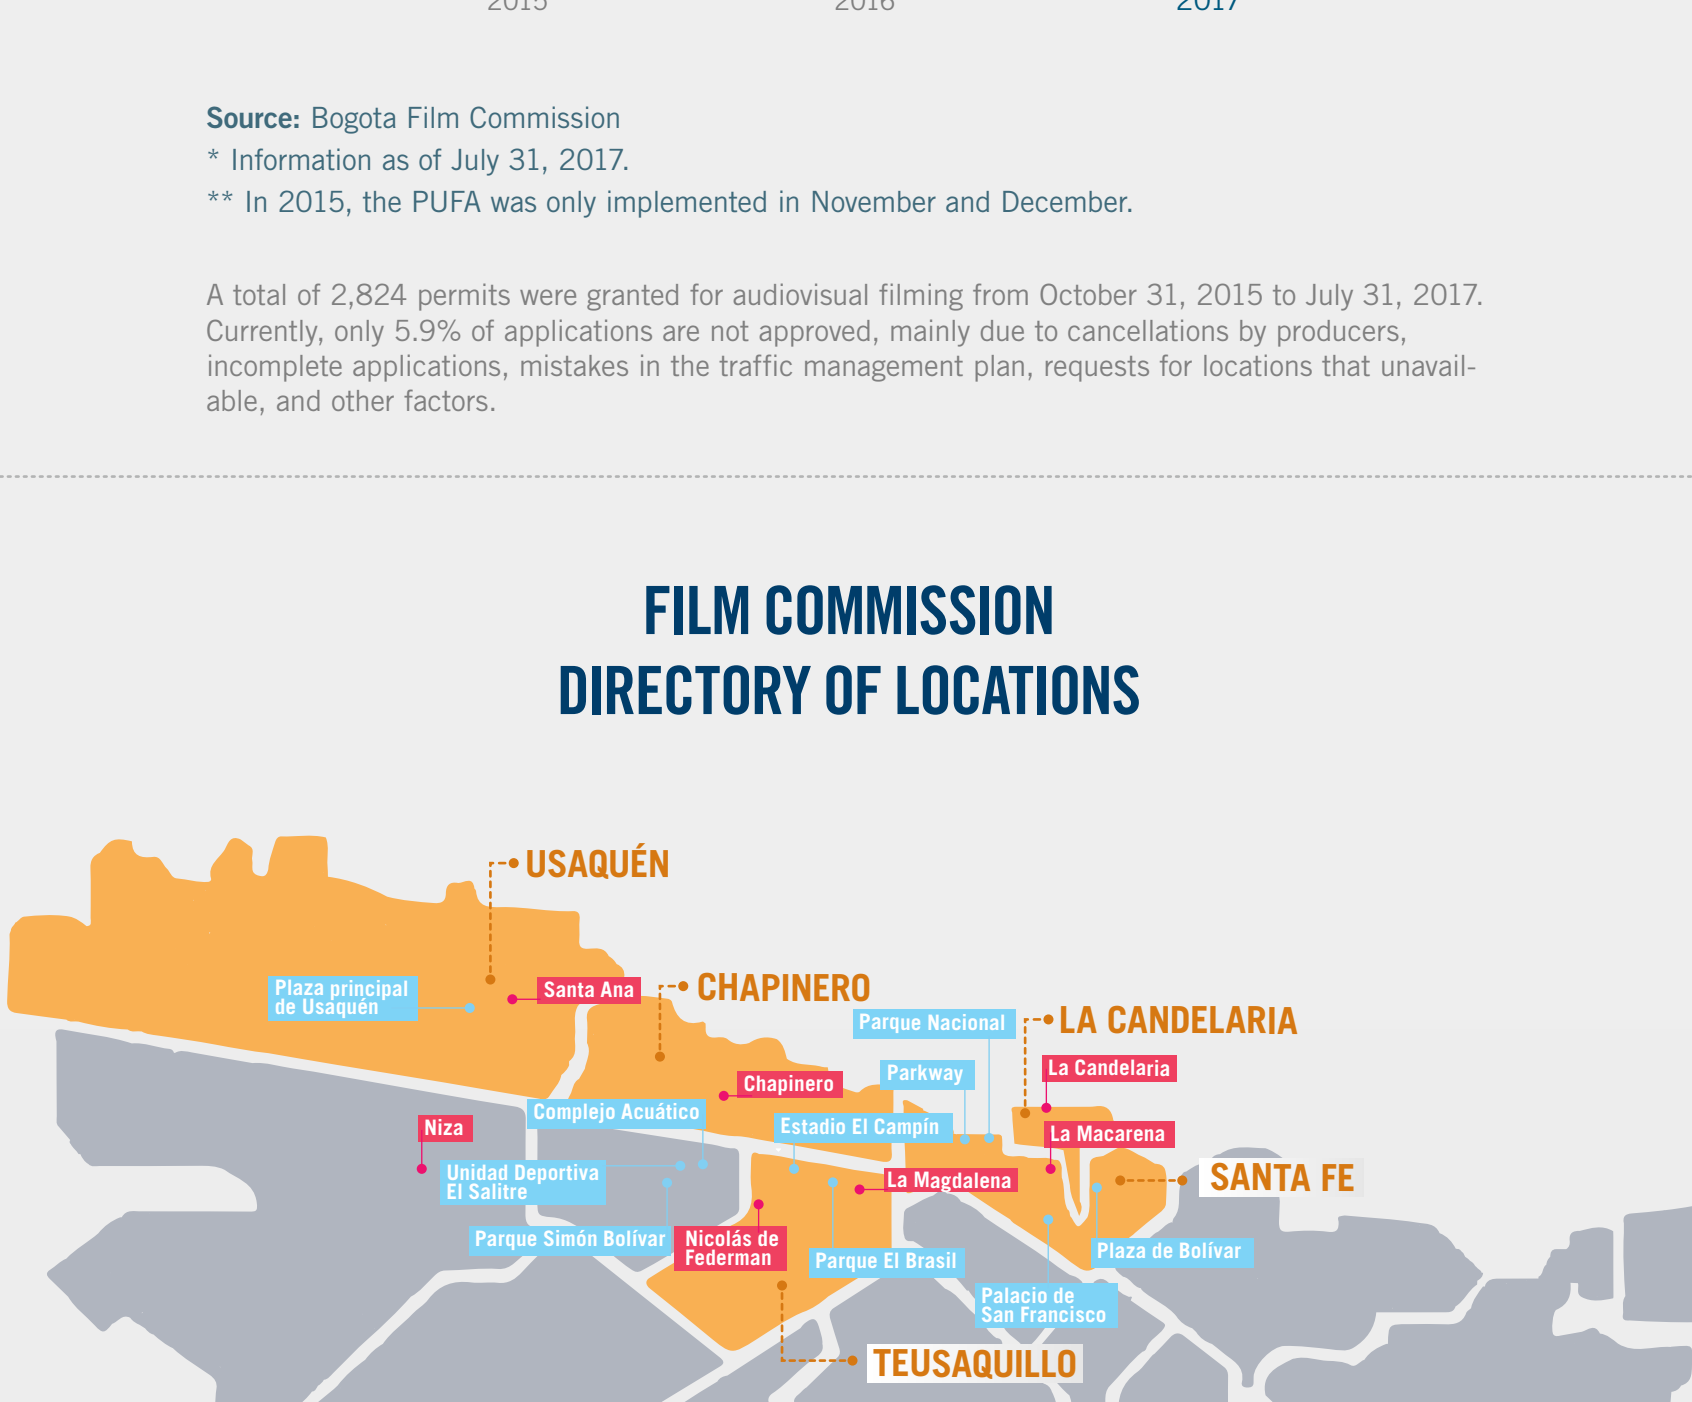 2015 2016 2017
Source: Bogota Film Commission
* Information as of July 31, 2017.
** In 2015, the PUFA was only implemented in November and December.
A total of 2,824 permits were granted for audiovisual filming from October 31, 2015 to July 31, 2017.
Currently, only 5.9% of applications are not approved, mainly due to cancellations by producers,
incomplete applications, mistakes in the traffic management plan, requests for locations that unavail-
able, and other factors.
FILM COMMISSION
DIRECTORY OF LOCATIONS
USAQUÉN
Plaza principal
de Usaquén
Santa Ana
CHAPINERO
Parque Nacional
LA CANDELARIA
Parkway
La Candelaria
Chapinero
Complejo Acuático
Niza
Estadio El Campín
La Macarena
Unidad Deportiva
El Salitre
La Magdalena
SANTA FE
Parque Simón Bolívar
Nicolás de
Federman
Parque El Brasil
Plaza de Bolívar
Palacio de
San Francisco
TEUSAQUILLO